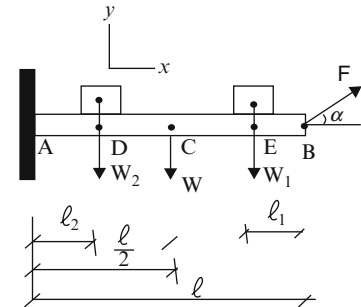 y
x
F
α
A D C E B
W₂ W W₁
ℓ₂ ℓ/2 ℓ₁
ℓ